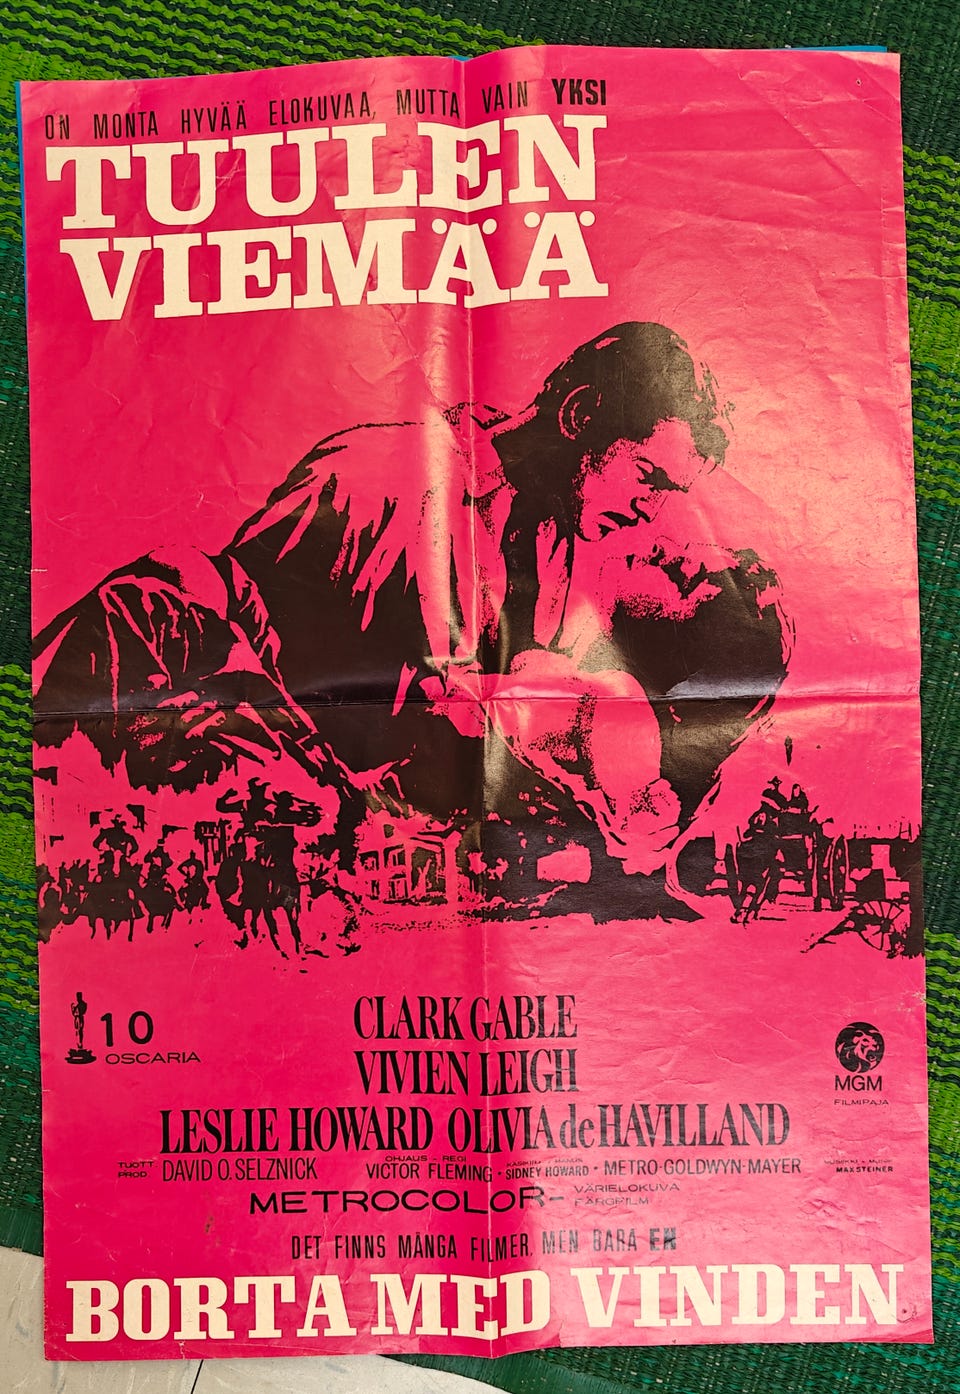 ON MONTA HYVÄÄ ELOKUVAA, MUTTA VAIN YKSI
TUULEN
VIEMÄÄ
10
OSCARIA
CLARK GABLE
VIVIEN LEIGH
LESLIE HOWARD OLIVIA de HAVILLAND
MGM
FILMIPAJA
TUOTT
PROD DAVID O. SELZNICK
OHJAUS - REGI
VICTOR FLEMING • SIDNEY HOWARD • METRO-GOLDWYN-MAYER
MAX STEINER
METROCOLOR-
VÄRIELOKUVA
FÄRGFILM
DET FINNS MÅNGA FILMER, MEN BARA EN
BORTA MED VINDEN